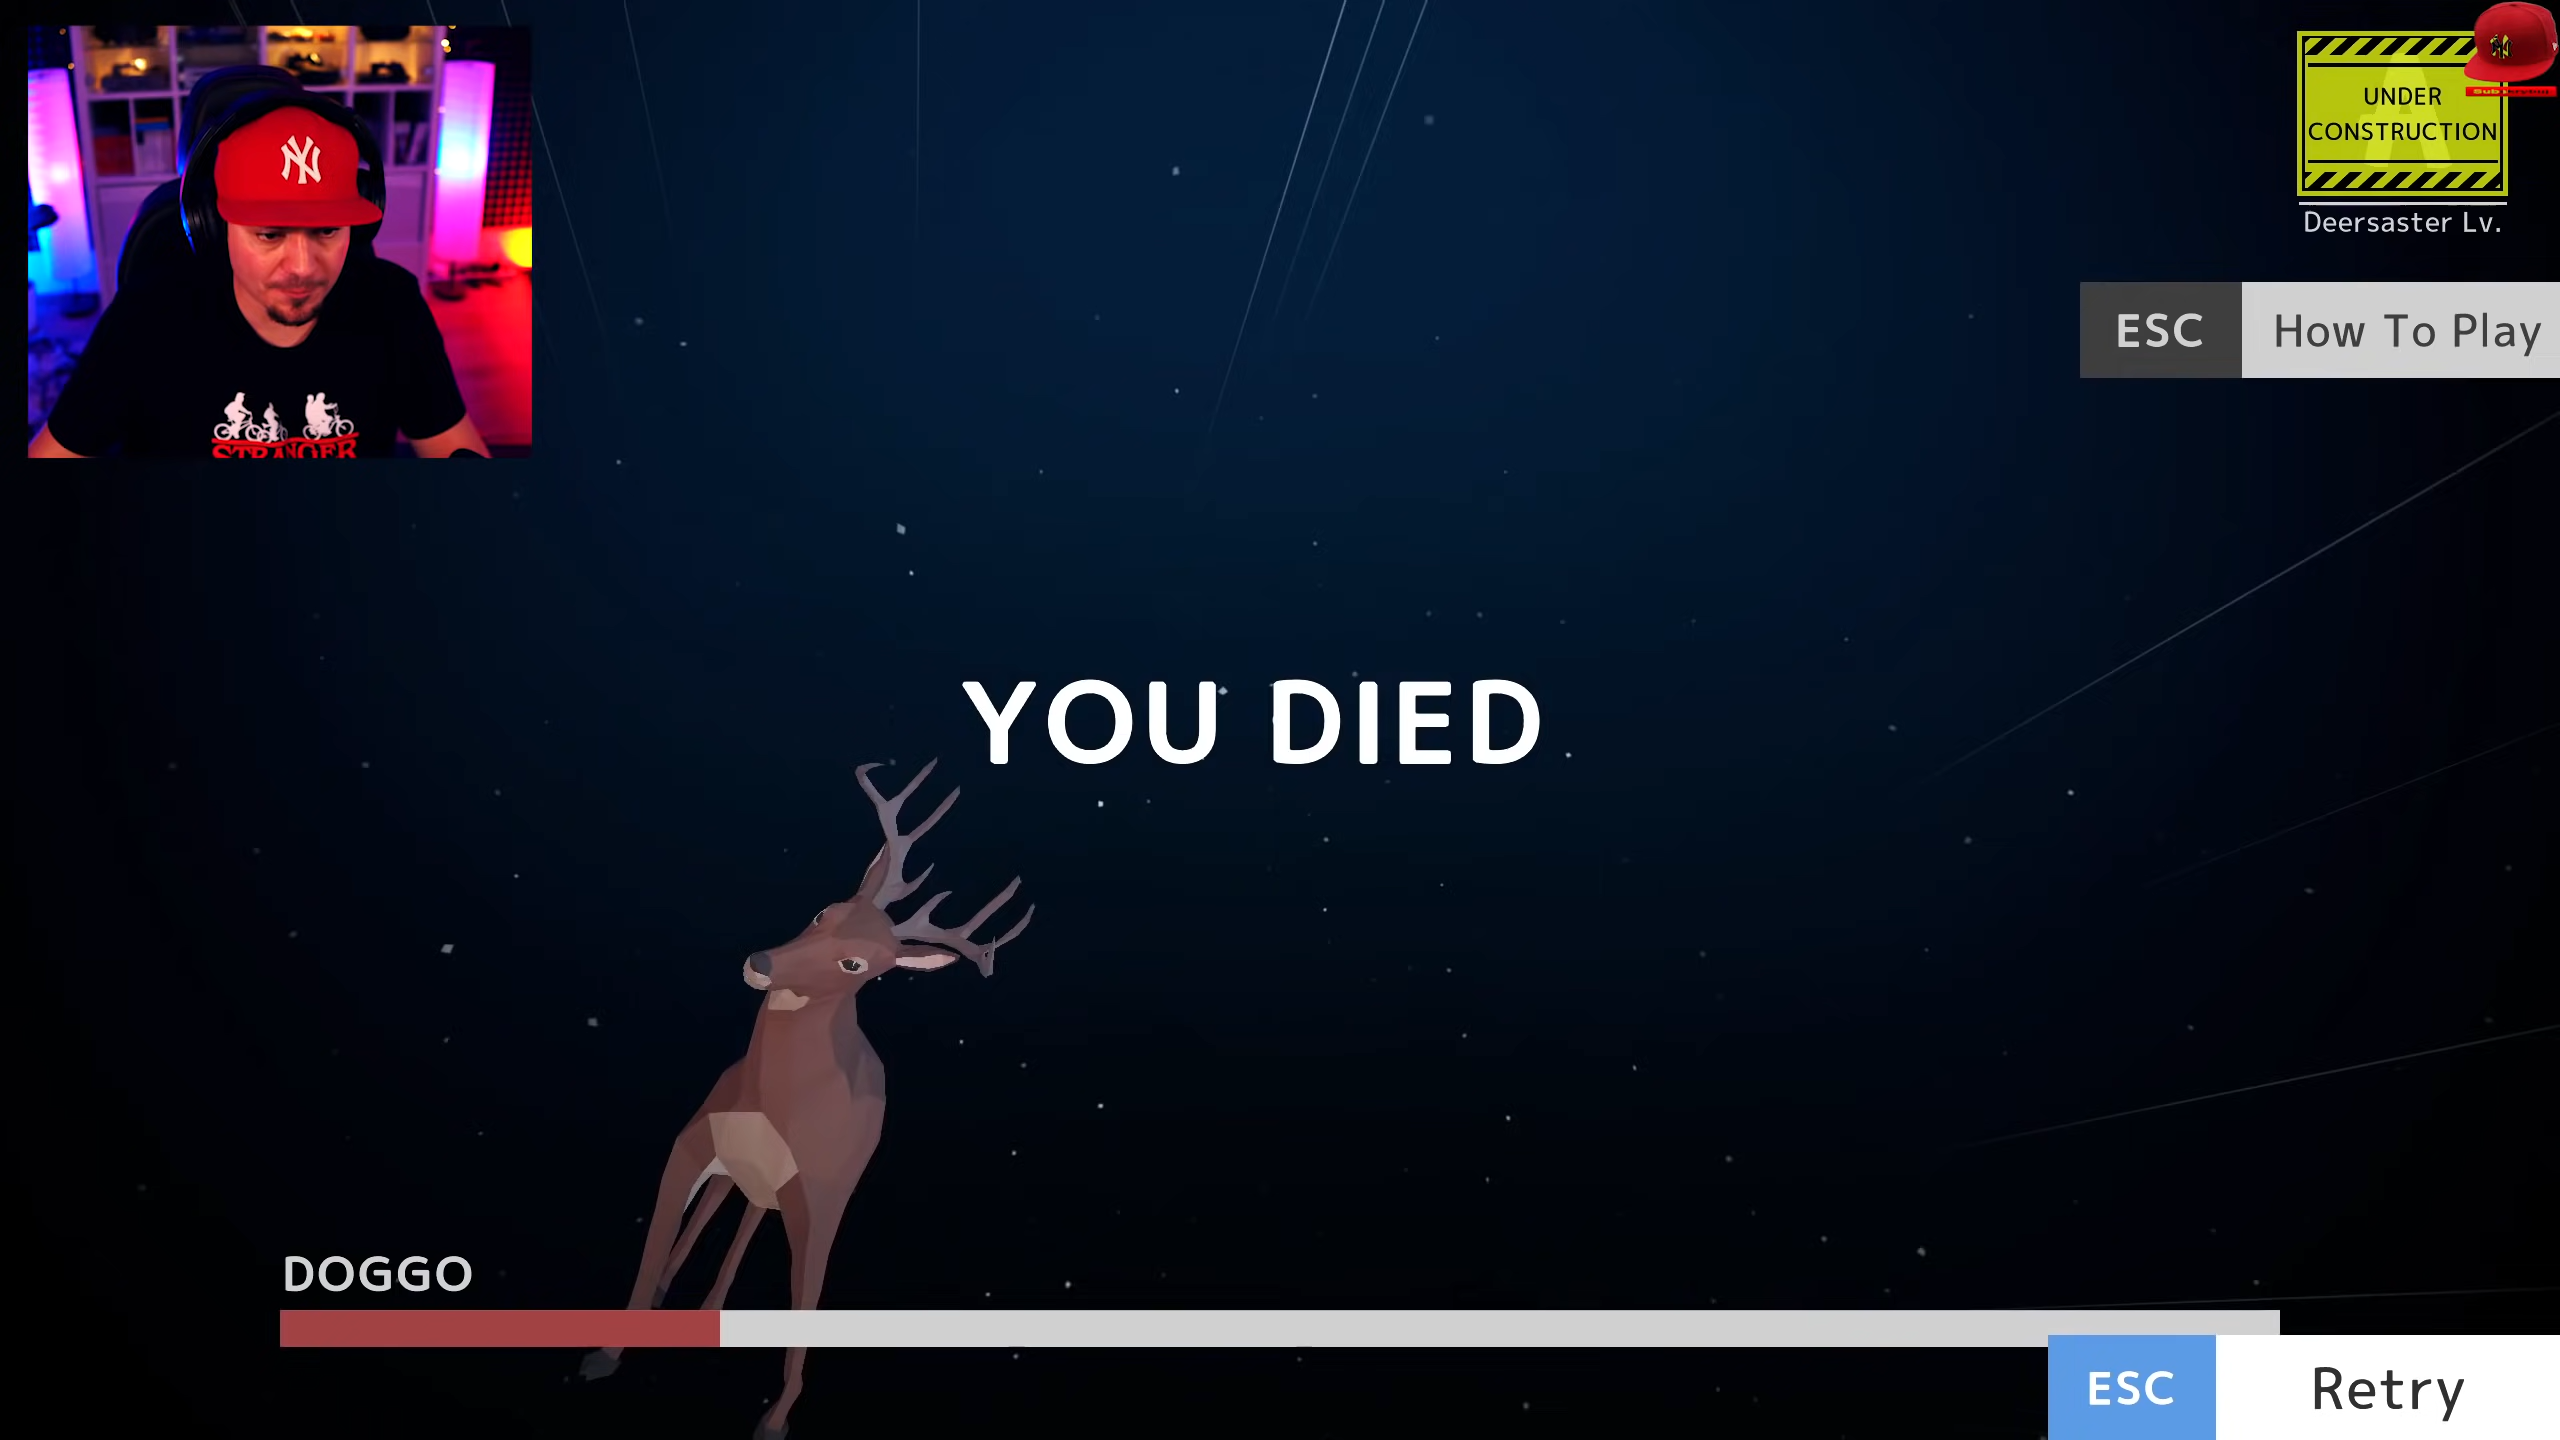 NY
STRANGER
UNDER
CONSTRUCTION
Deersaster Lv.
ESC How To Play
YOU DIED
DOGGO
ESC Retry